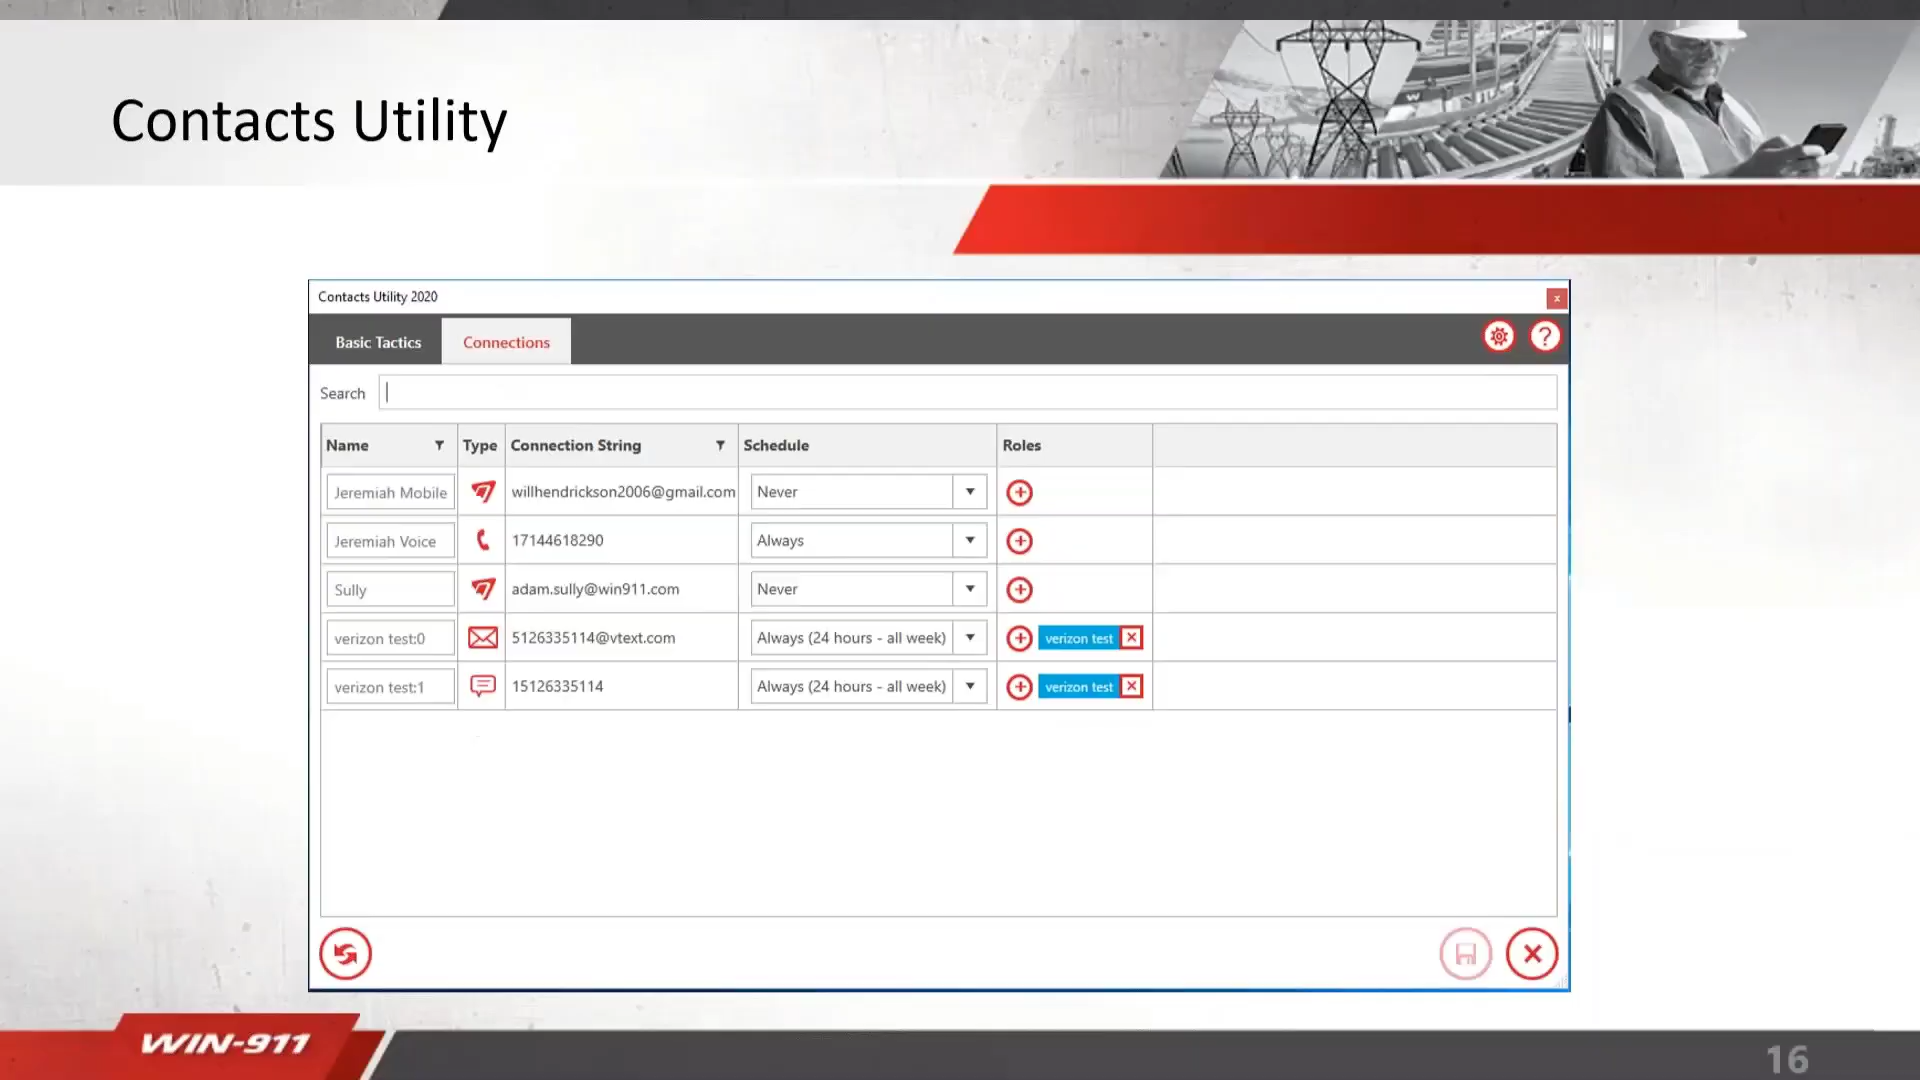 Contacts Utility
Contacts Utility 2020
Basic Tactics Connections
Search
Name Type Connection String Schedule Roles
Jeremiah Mobile willhendrickson2006@gmail.com Never
Jeremiah Voice 17144618290 Always
Sully adam.sully@win911.com Never
verizon test:0 5126335114@vtext.com Always (24 hours - all week) verizon test
verizon test:1 15126335114 Always (24 hours - all week) verizon test
WIN-911
16